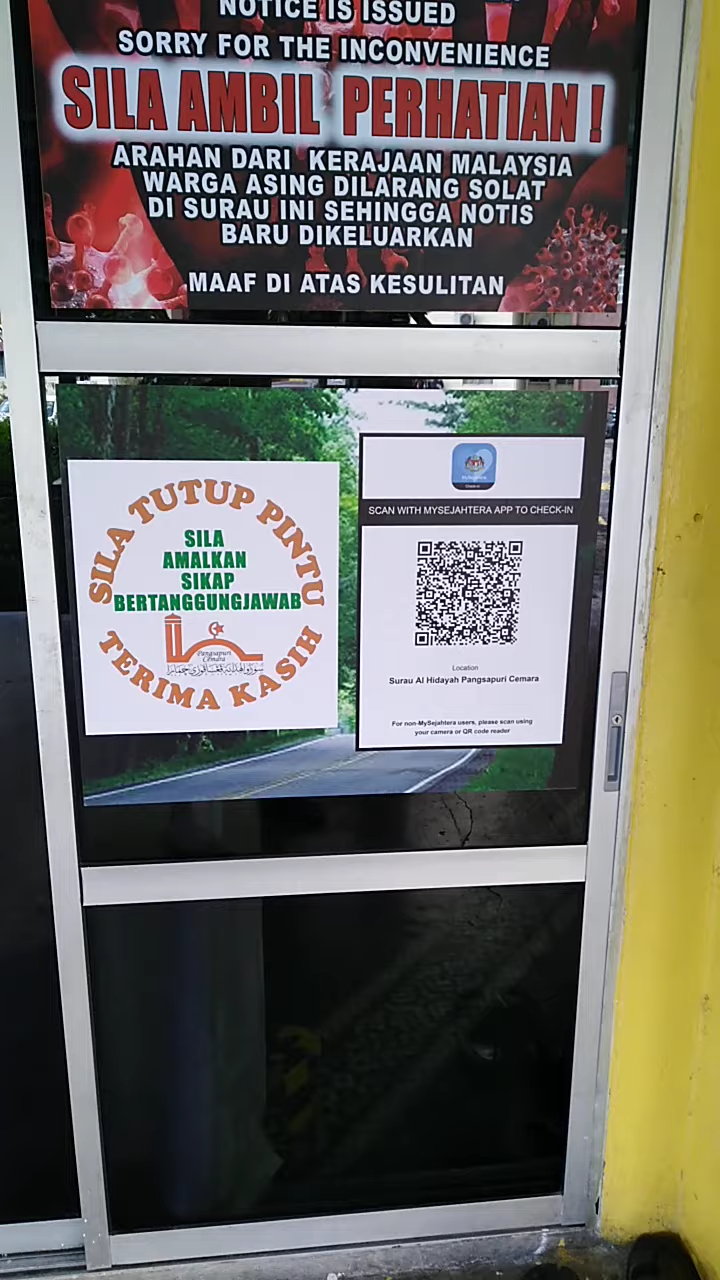 NOTICE IS ISSUED
SORRY FOR THE INCONVENIENCE
SILA AMBIL PERHATIAN !
ARAHAN DARI KERAJAAN MALAYSIA
WARGA ASING DILARANG SOLAT
DI SURAU INI SEHINGGA NOTIS
BARU DIKELUARKAN
MAAF DI ATAS KESULITAN
SILA TUTUP PINTU
SILA
AMALKAN
SIKAP
BERTANGGUNGJAWAB
Pangsapuri
Cemara
TERIMA KASIH
SCAN WITH MYSEJAHTERA APP TO CHECK-IN
Location
Surau Al Hidayah Pangsapuri Cemara
For non-MySejahtera users, please scan using
your camera or QR code reader